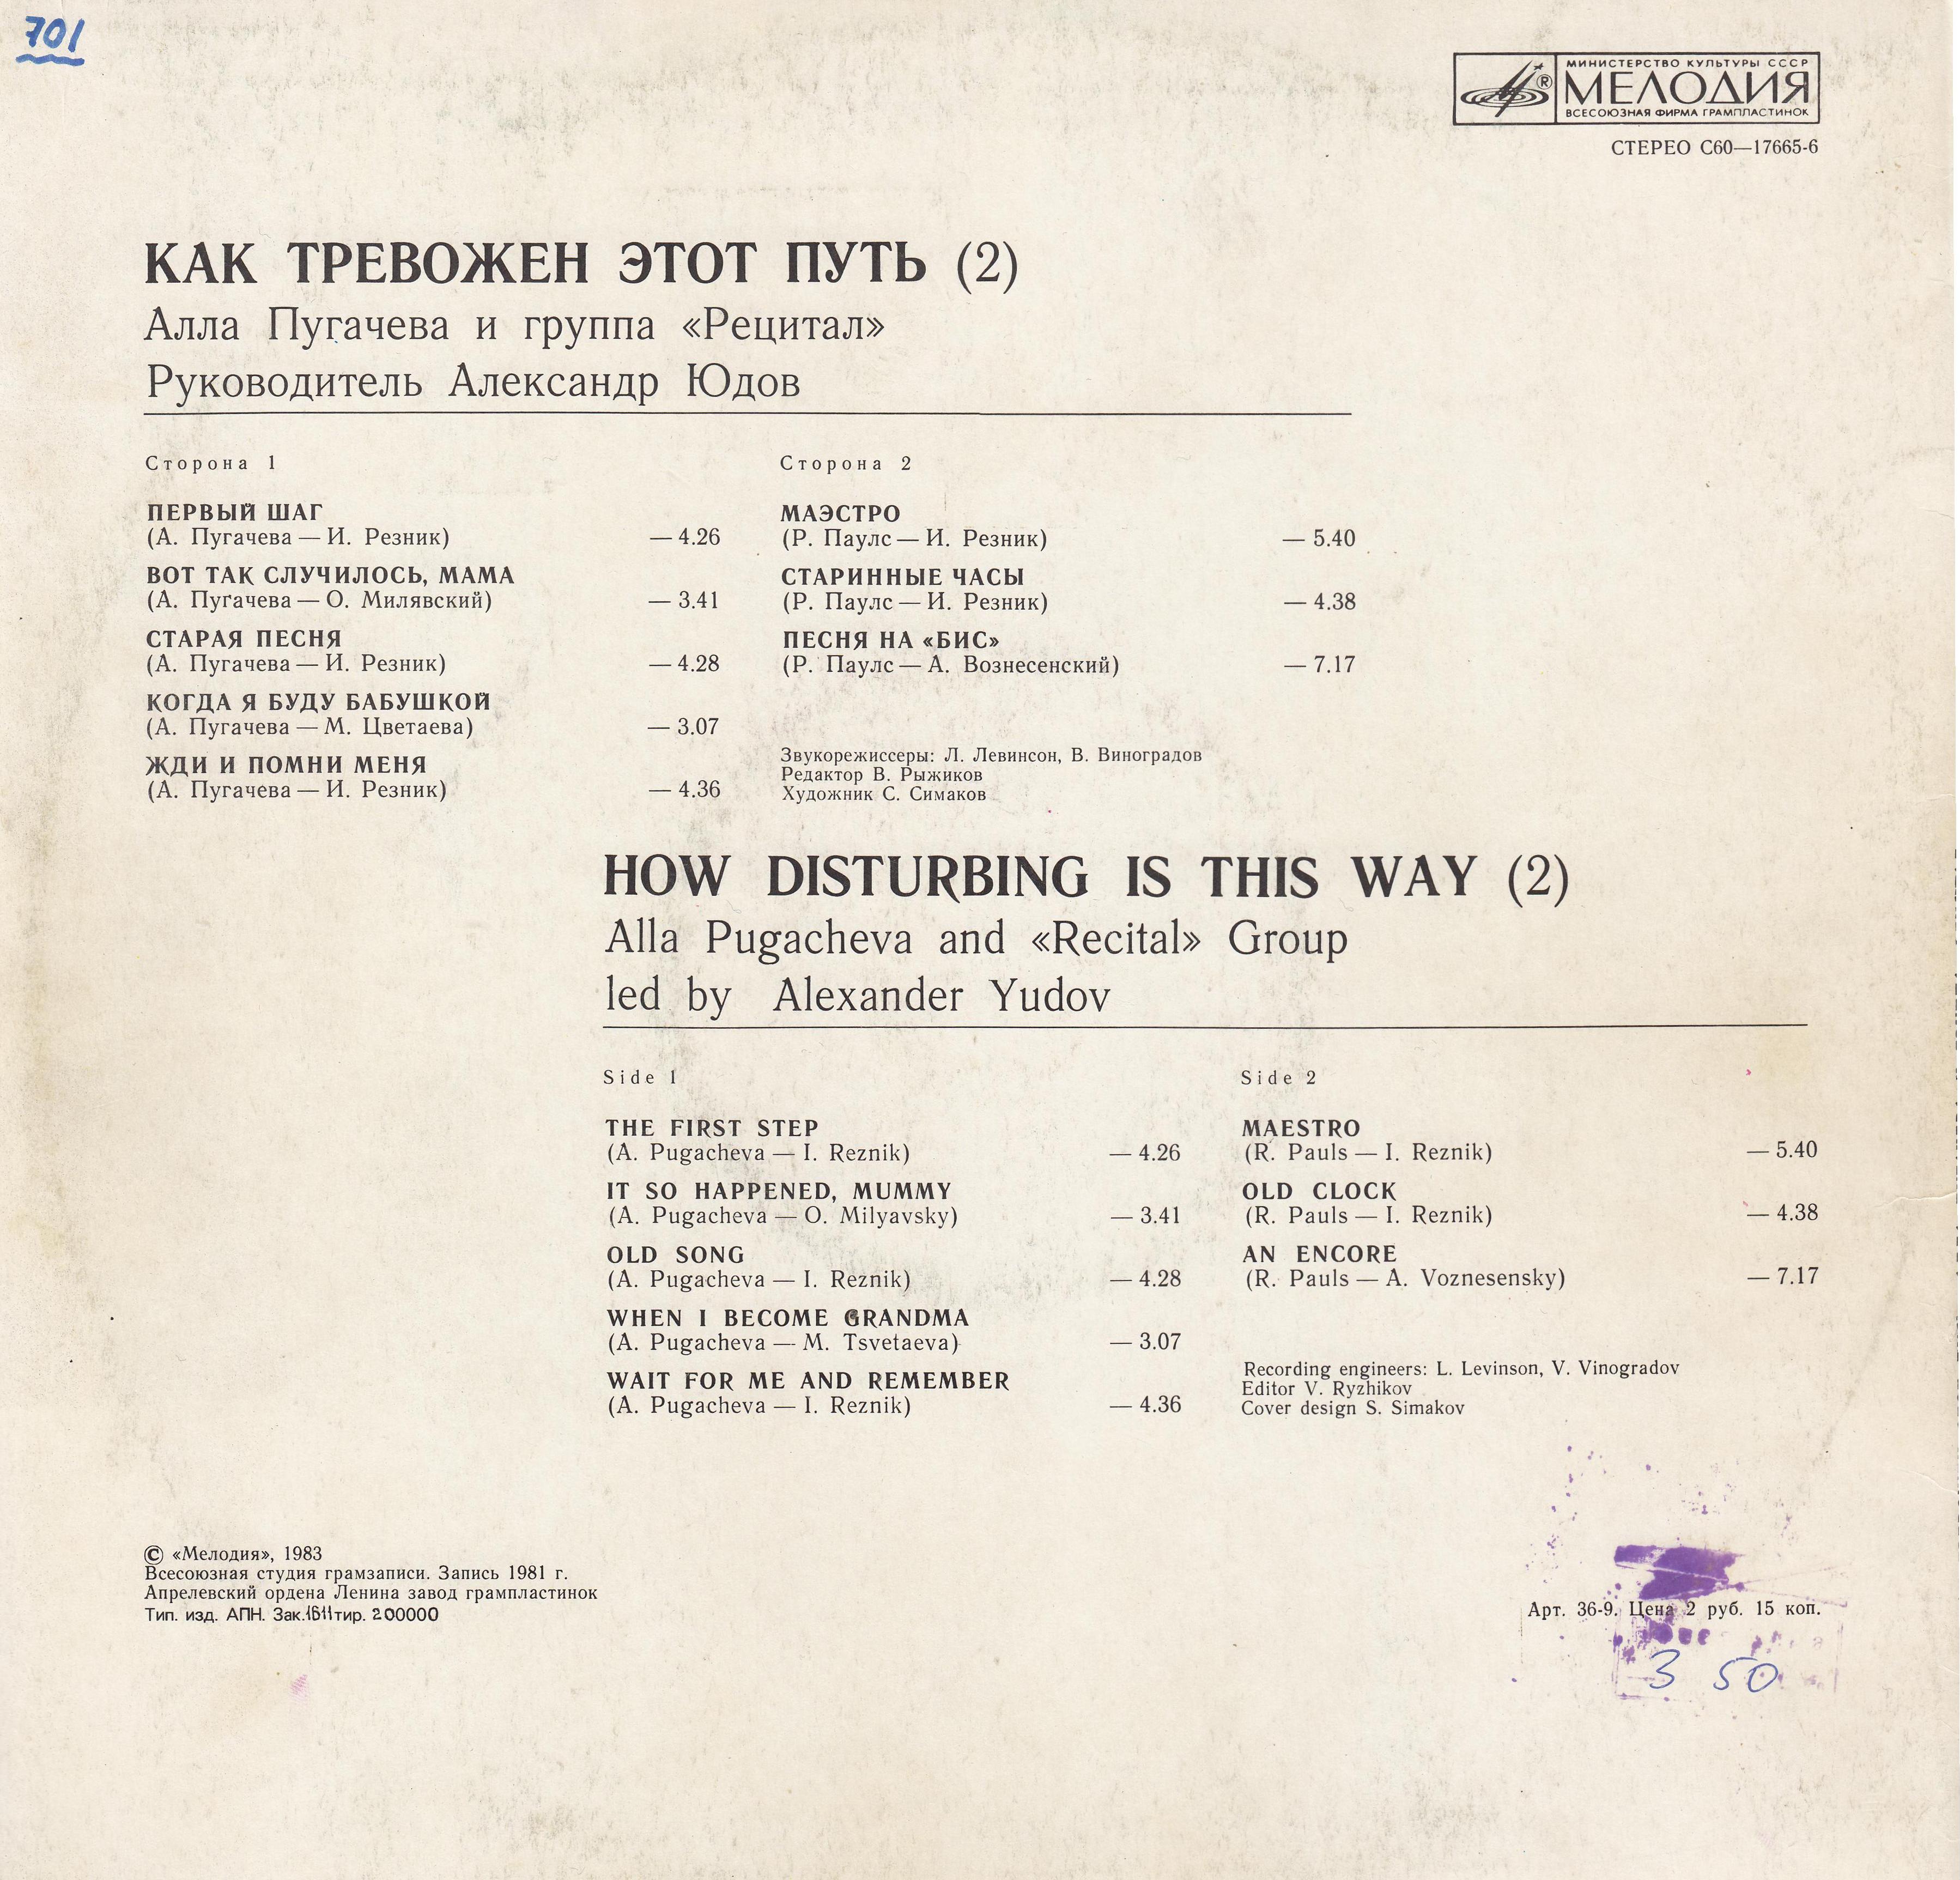 701
МИНИСТЕРСТВО КУЛЬТУРЫ СССР
МЕЛОДИЯ
ВСЕСОЮЗНАЯ ФИРМА ГРАМПЛАСТИНОК
СТЕРЕО С60—17665-6
КАК ТРЕВОЖЕН ЭТОТ ПУТЬ (2)
Алла Пугачева и группа «Рецитал»
Руководитель Александр Юдов
Сторона 1
ПЕРВЫЙ ШАГ
(А. Пугачева — И. Резник) — 4.26
ВОТ ТАК СЛУЧИЛОСЬ, МАМА
(А. Пугачева — О. Милявский) — 3.41
СТАРАЯ ПЕСНЯ
(А. Пугачева — И. Резник) — 4.28
КОГДА Я БУДУ БАБУШКОЙ
(А. Пугачева — М. Цветаева) — 3.07
ЖДИ И ПОМНИ МЕНЯ
(А. Пугачева — И. Резник) — 4.36
Сторона 2
МАЭСТРО
(Р. Паулс — И. Резник) — 5.40
СТАРИННЫЕ ЧАСЫ
(Р. Паулс — И. Резник) — 4.38
ПЕСНЯ НА «БИС»
(Р. Паулс — А. Вознесенский) — 7.17
Звукорежиссеры: Л. Левинсон, В. Виноградов
Редактор В. Рыжиков
Художник С. Симаков
HOW DISTURBING IS THIS WAY (2)
Alla Pugacheva and «Recital» Group
led by Alexander Yudov
Side 1
THE FIRST STEP
(A. Pugacheva — I. Reznik) — 4.26
IT SO HAPPENED, MUMMY
(A. Pugacheva — O. Milyavsky) — 3.41
OLD SONG
(A. Pugacheva — I. Reznik) — 4.28
WHEN I BECOME GRANDMA
(A. Pugacheva — M. Tsvetaeva) — 3.07
WAIT FOR ME AND REMEMBER
(A. Pugacheva — I. Reznik) — 4.36
Side 2
MAESTRO
(R. Pauls — I. Reznik) — 5.40
OLD CLOCK
(R. Pauls — I. Reznik) — 4.38
AN ENCORE
(R. Pauls — A. Voznesensky) — 7.17
Recording engineers: L. Levinson, V. Vinogradov
Editor V. Ryzhikov
Cover design S. Simakov
© «Мелодия», 1983
Всесоюзная студия грамзаписи. Запись 1981 г.
Апрелевский ордена Ленина завод грампластинок
Тип. изд. АПН. Зак. 1611 тир. 200000
Арт. 36-9. Цена 2 руб. 15 коп.
3 50